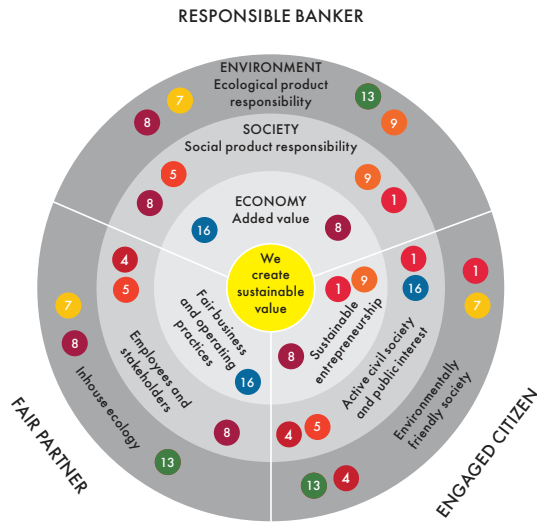 RESPONSIBLE BANKER
ENVIRONMENT
Ecological product
responsibility
7
8
13
9
SOCIETY
Social product responsibility
5
8
9
1
ECONOMY
Added value
16
8
We
create
sustainable
value
FAIR PARTNER
Fair business
and operating
practices
16
Employees and
stakeholders
4
5
8
Inhouse ecology
7
8
13
ENGAGED CITIZEN
Sustainable
entrepreneurship
1
9
8
Active civil society
and public interest
1
16
4
5
Environmentally
friendly society
1
7
13
4